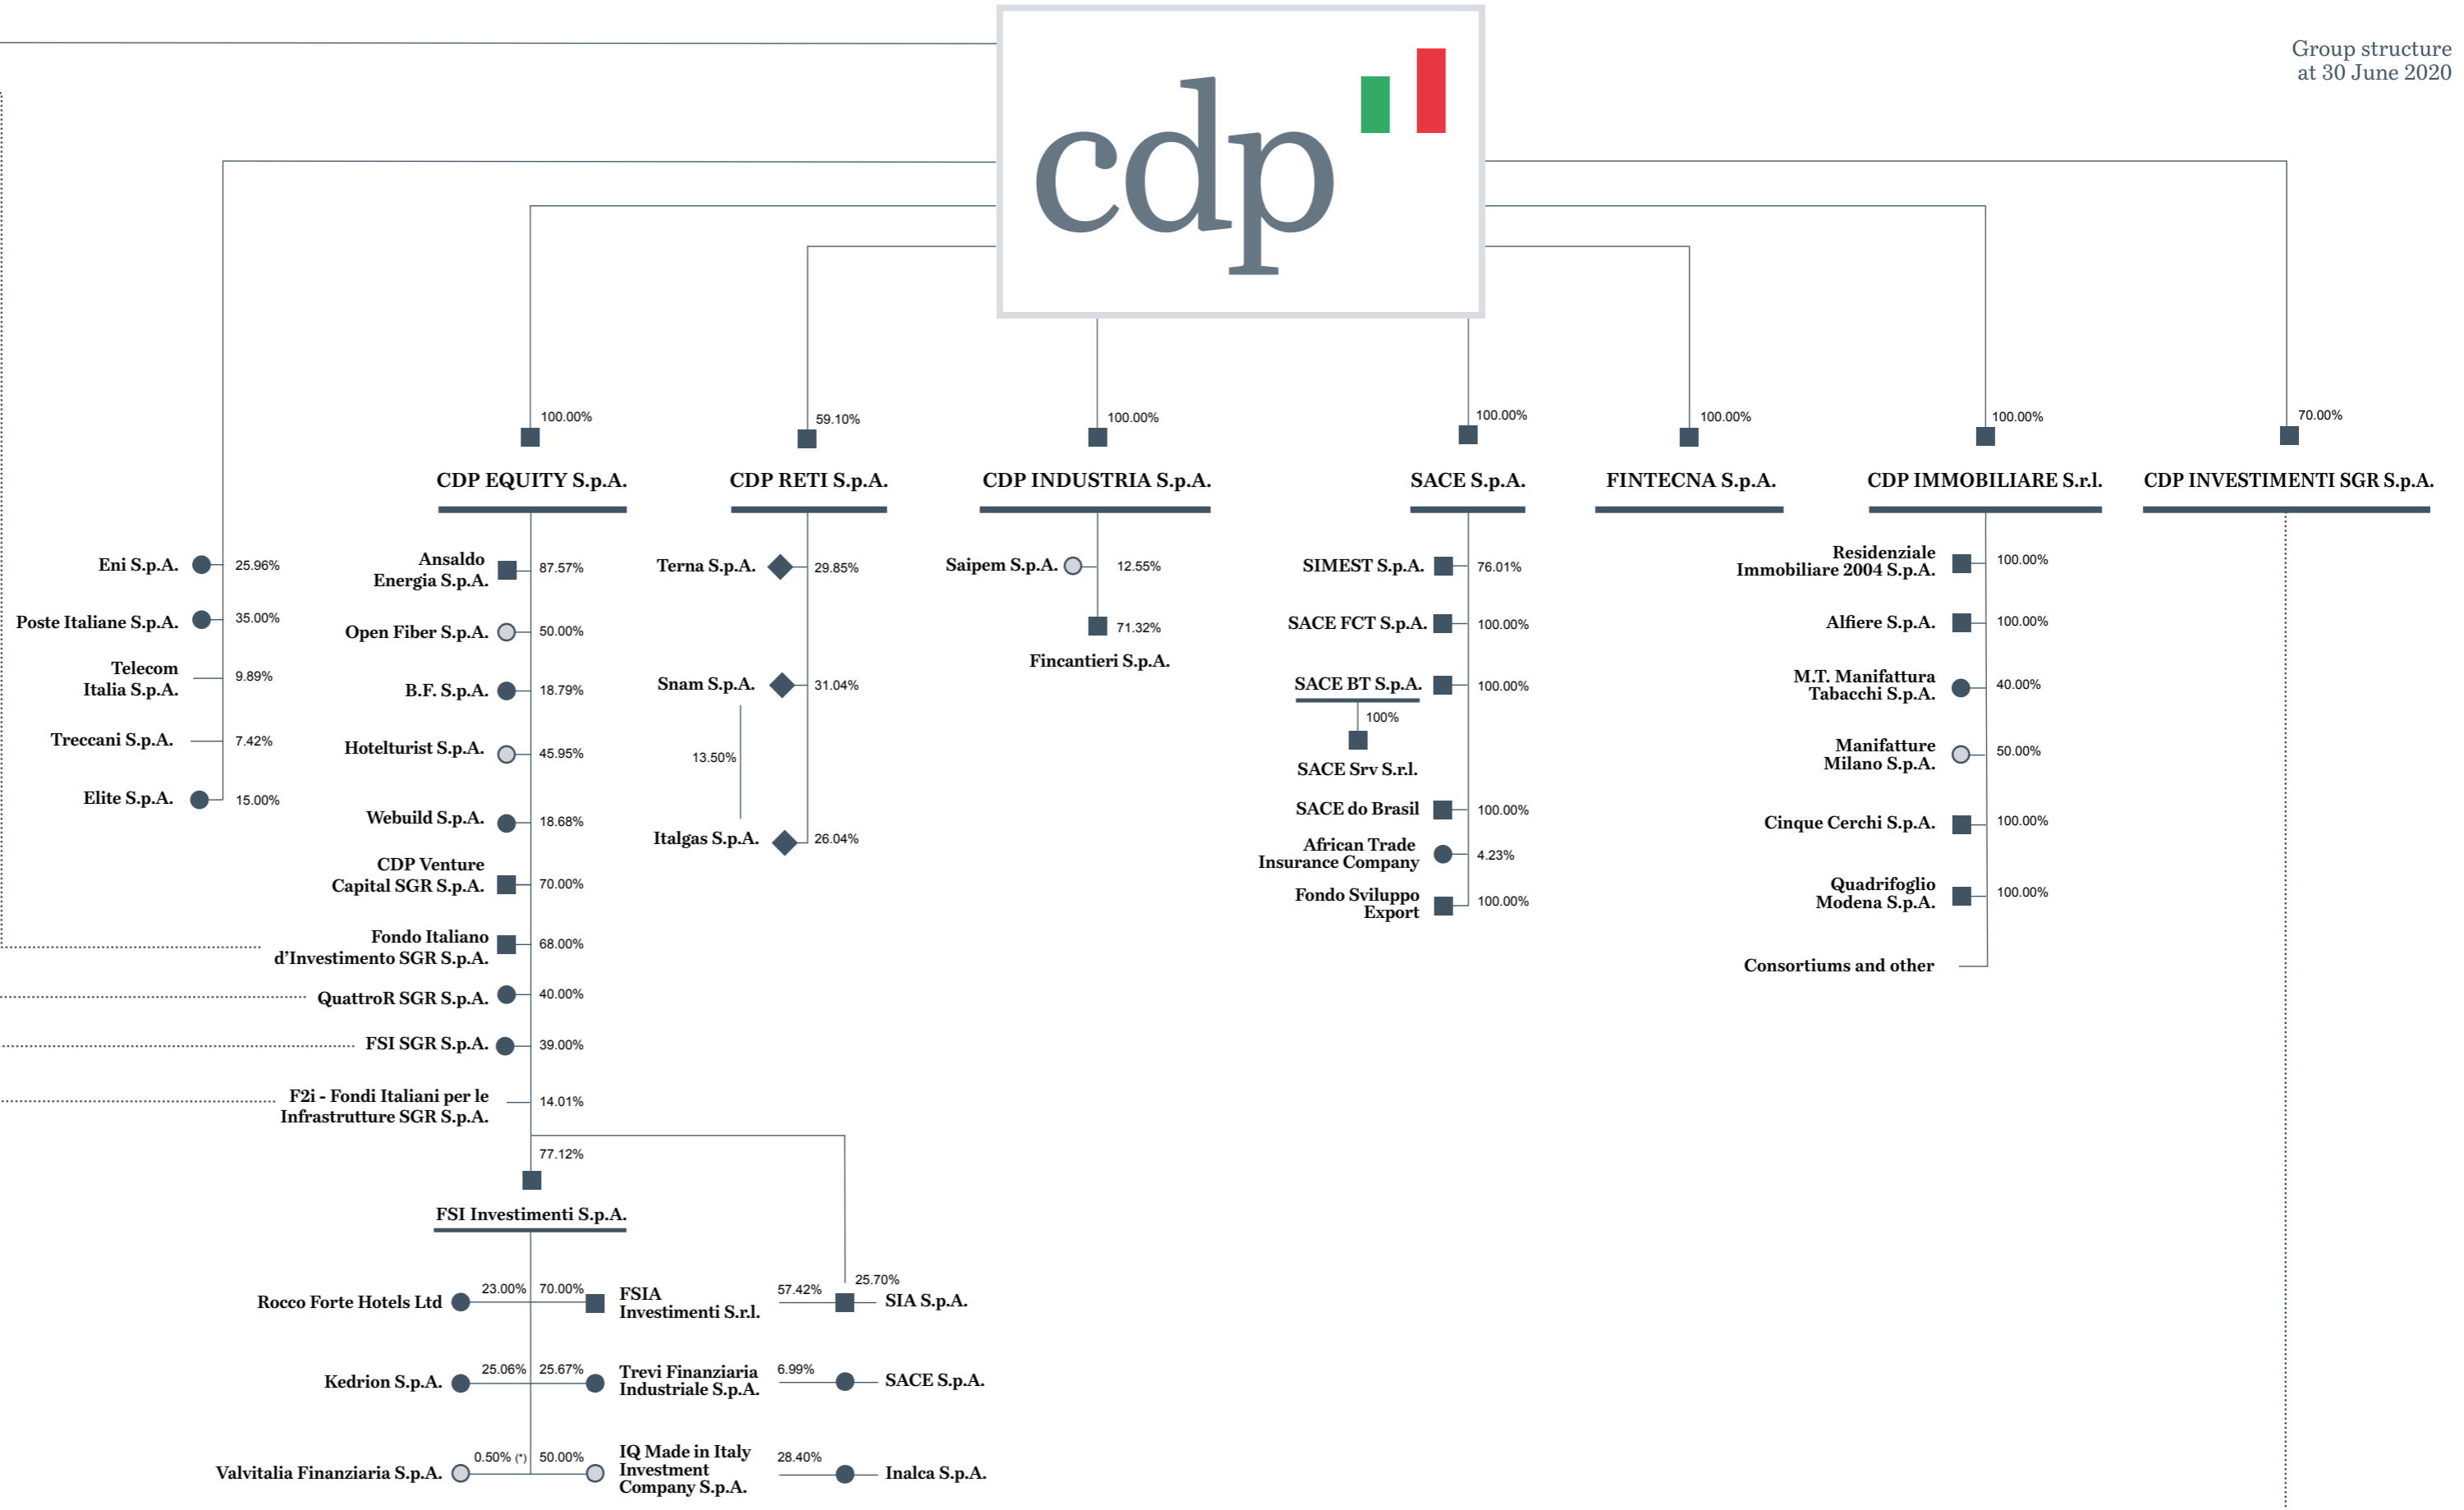 Group structure
at 30 June 2020
cdp
100.00%
CDP EQUITY S.p.A.
59.10%
CDP RETI S.p.A.
100.00%
CDP INDUSTRIA S.p.A.
100.00%
SACE S.p.A.
100.00%
FINTECNA S.p.A.
100.00%
CDP IMMOBILIARE S.r.l.
70.00%
CDP INVESTIMENTI SGR S.p.A.
Eni S.p.A. 25.96%
Poste Italiane S.p.A. 35.00%
Telecom
Italia S.p.A. 9.89%
Treccani S.p.A. 7.42%
Elite S.p.A. 15.00%
Ansaldo
Energia S.p.A. 87.57%
Open Fiber S.p.A. 50.00%
B.F. S.p.A. 18.79%
Hotelturist S.p.A. 45.95%
Webuild S.p.A. 18.68%
CDP Venture
Capital SGR S.p.A. 70.00%
Fondo Italiano
d'Investimento SGR S.p.A. 68.00%
QuattroR SGR S.p.A. 40.00%
FSI SGR S.p.A. 39.00%
F2i - Fondi Italiani per le
Infrastrutture SGR S.p.A. 14.01%
77.12%
FSI Investimenti S.p.A.
Rocco Forte Hotels Ltd 23.00% 70.00% FSIA
Investimenti S.r.l. 57.42% 25.70% SIA S.p.A.
Kedrion S.p.A. 25.06% 25.67% Trevi Finanziaria
Industriale S.p.A. 6.99% SACE S.p.A.
Valvitalia Finanziaria S.p.A. 0.50% (*) 50.00% IQ Made in Italy
Investment
Company S.p.A. 28.40% Inalca S.p.A.
Terna S.p.A. 29.85%
Snam S.p.A. 31.04%
13.50%
Italgas S.p.A. 26.04%
Saipem S.p.A. 12.55%
71.32%
Fincantieri S.p.A.
SIMEST S.p.A. 76.01%
SACE FCT S.p.A. 100.00%
SACE BT S.p.A. 100.00%
100%
SACE Srv S.r.l.
SACE do Brasil 100.00%
African Trade
Insurance Company 4.23%
Fondo Sviluppo
Export 100.00%
Residenziale
Immobiliare 2004 S.p.A. 100.00%
Alfiere S.p.A. 100.00%
M.T. Manifattura
Tabacchi S.p.A. 40.00%
Manifatture
Milano S.p.A. 50.00%
Cinque Cerchi S.p.A. 100.00%
Quadrifoglio
Modena S.p.A. 100.00%
Consortiums and other